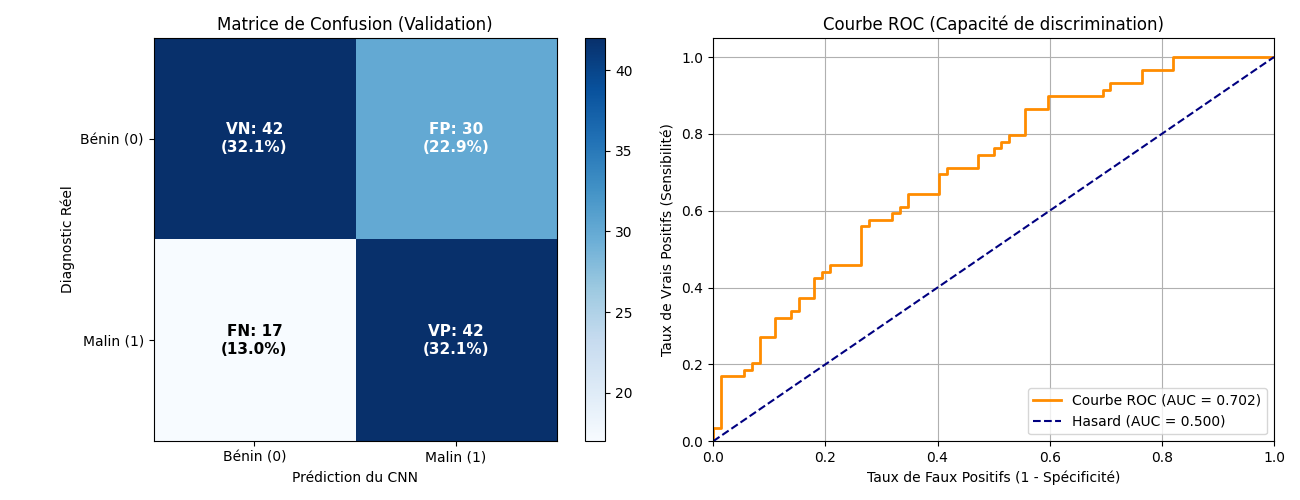 Matrice de Confusion (Validation)
Diagnostic Réel
Bénin (0)
Malin (1)
VN: 42
(32.1%)
FP: 30
(22.9%)
FN: 17
(13.0%)
VP: 42
(32.1%)
Bénin (0)
Malin (1)
Prédiction du CNN
40
35
30
25
20
Courbe ROC (Capacité de discrimination)
Taux de Vrais Positifs (Sensibilité)
1.0
0.8
0.6
0.4
0.2
0.0
Courbe ROC (AUC = 0.702)
Hasard (AUC = 0.500)
0.0
0.2
0.4
0.6
0.8
1.0
Taux de Faux Positifs (1 - Spécificité)